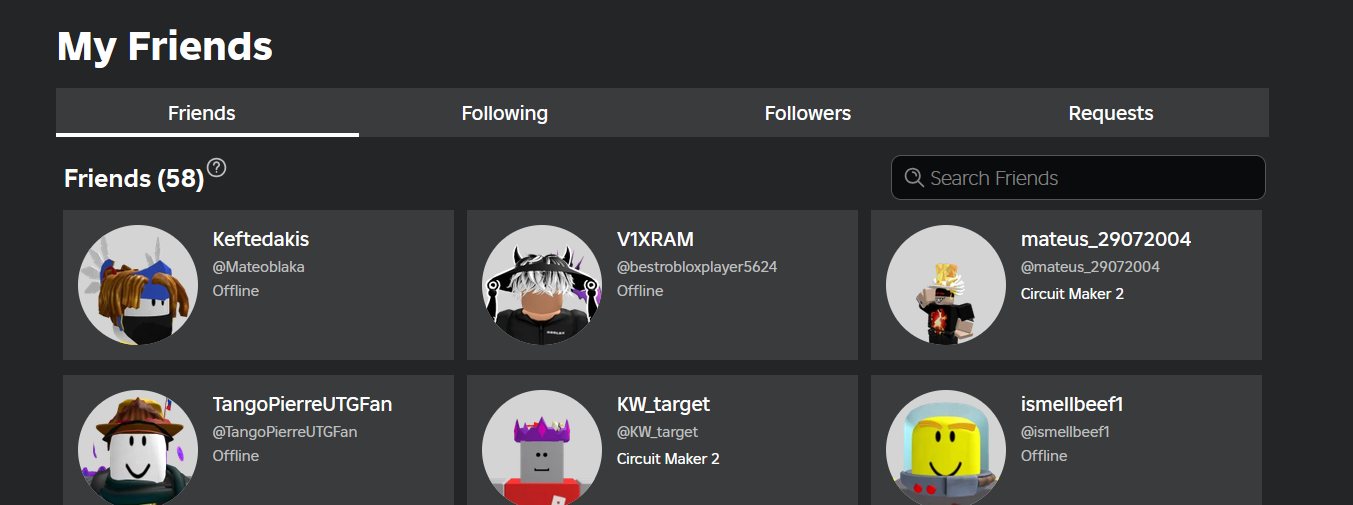 My Friends
Friends
Following
Followers
Requests
Friends (58)
?
Search Friends
Keftedakis
@Mateoblaka
Offline
V1XRAM
@bestrobloxplayer5624
Offline
mateus_29072004
@mateus_29072004
Circuit Maker 2
TangoPierreUTGFan
@TangoPierreUTGFan
Offline
KW_target
@KW_target
Circuit Maker 2
ismellbeef1
@ismellbeef1
Offline